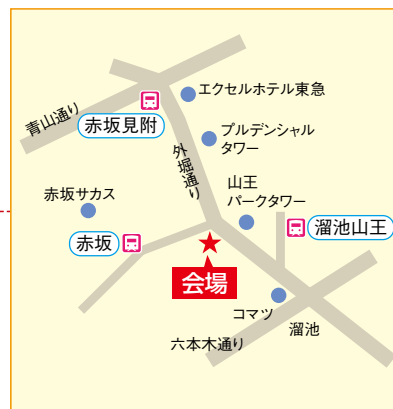 エクセルホテル東急
青山通り
赤坂見附
プルデンシャル
タワー
外堀通り
赤坂サカス
山王
パークタワー
赤坂
溜池山王
会場
コマツ
溜池
六本木通り